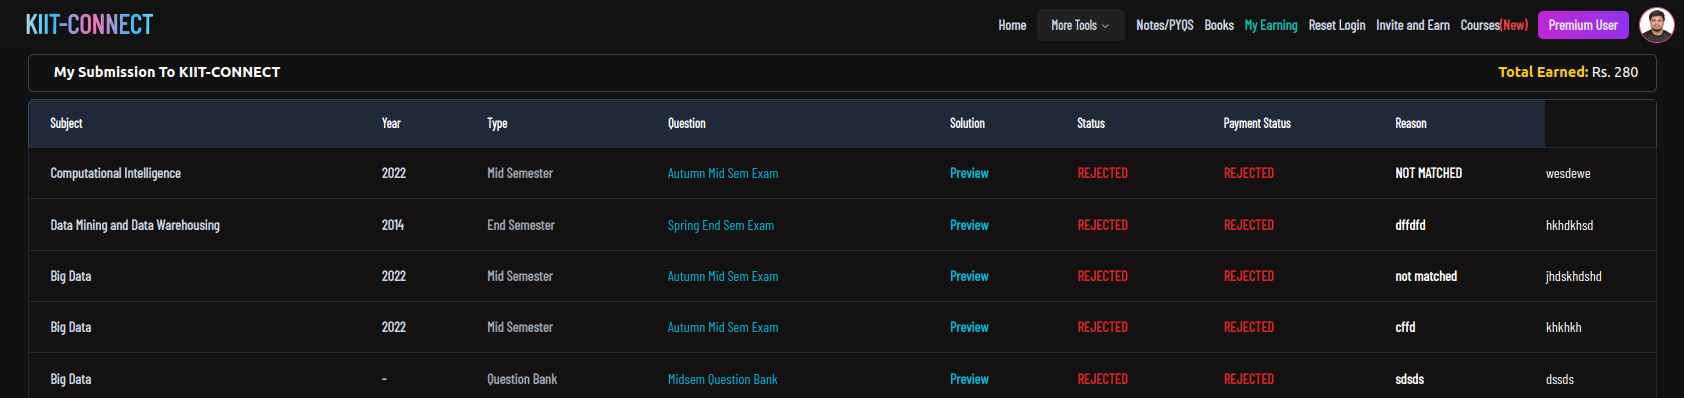 KIIT-CONNECT Home More Tools Notes/PYQS Books My Earning Reset Login Invite and Earn Courses(New) Premium User
My Submission To KIIT-CONNECT Total Earned: Rs. 280
Subject Year Type Question Solution Status Payment Status Reason
Computational Intelligence 2022 Mid Semester Autumn Mid Sem Exam Preview REJECTED REJECTED NOT MATCHED wesdewe
Data Mining and Data Warehousing 2014 End Semester Spring End Sem Exam Preview REJECTED REJECTED dffdfd hkhdkhsd
Big Data 2022 Mid Semester Autumn Mid Sem Exam Preview REJECTED REJECTED not matched jhdskhdshd
Big Data 2022 Mid Semester Autumn Mid Sem Exam Preview REJECTED REJECTED cffd khkhkh
Big Data - Question Bank Midsem Question Bank Preview REJECTED REJECTED sdsds dssds